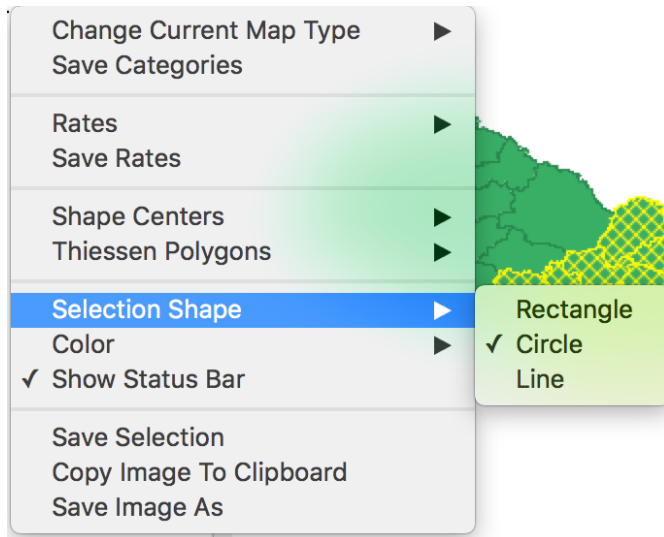 Change Current Map Type
Save Categories
Rates
Save Rates
Shape Centers
Thiessen Polygons
Selection Shape
Color
✓ Show Status Bar
Save Selection
Copy Image To Clipboard
Save Image As
Rectangle
✓ Circle
Line